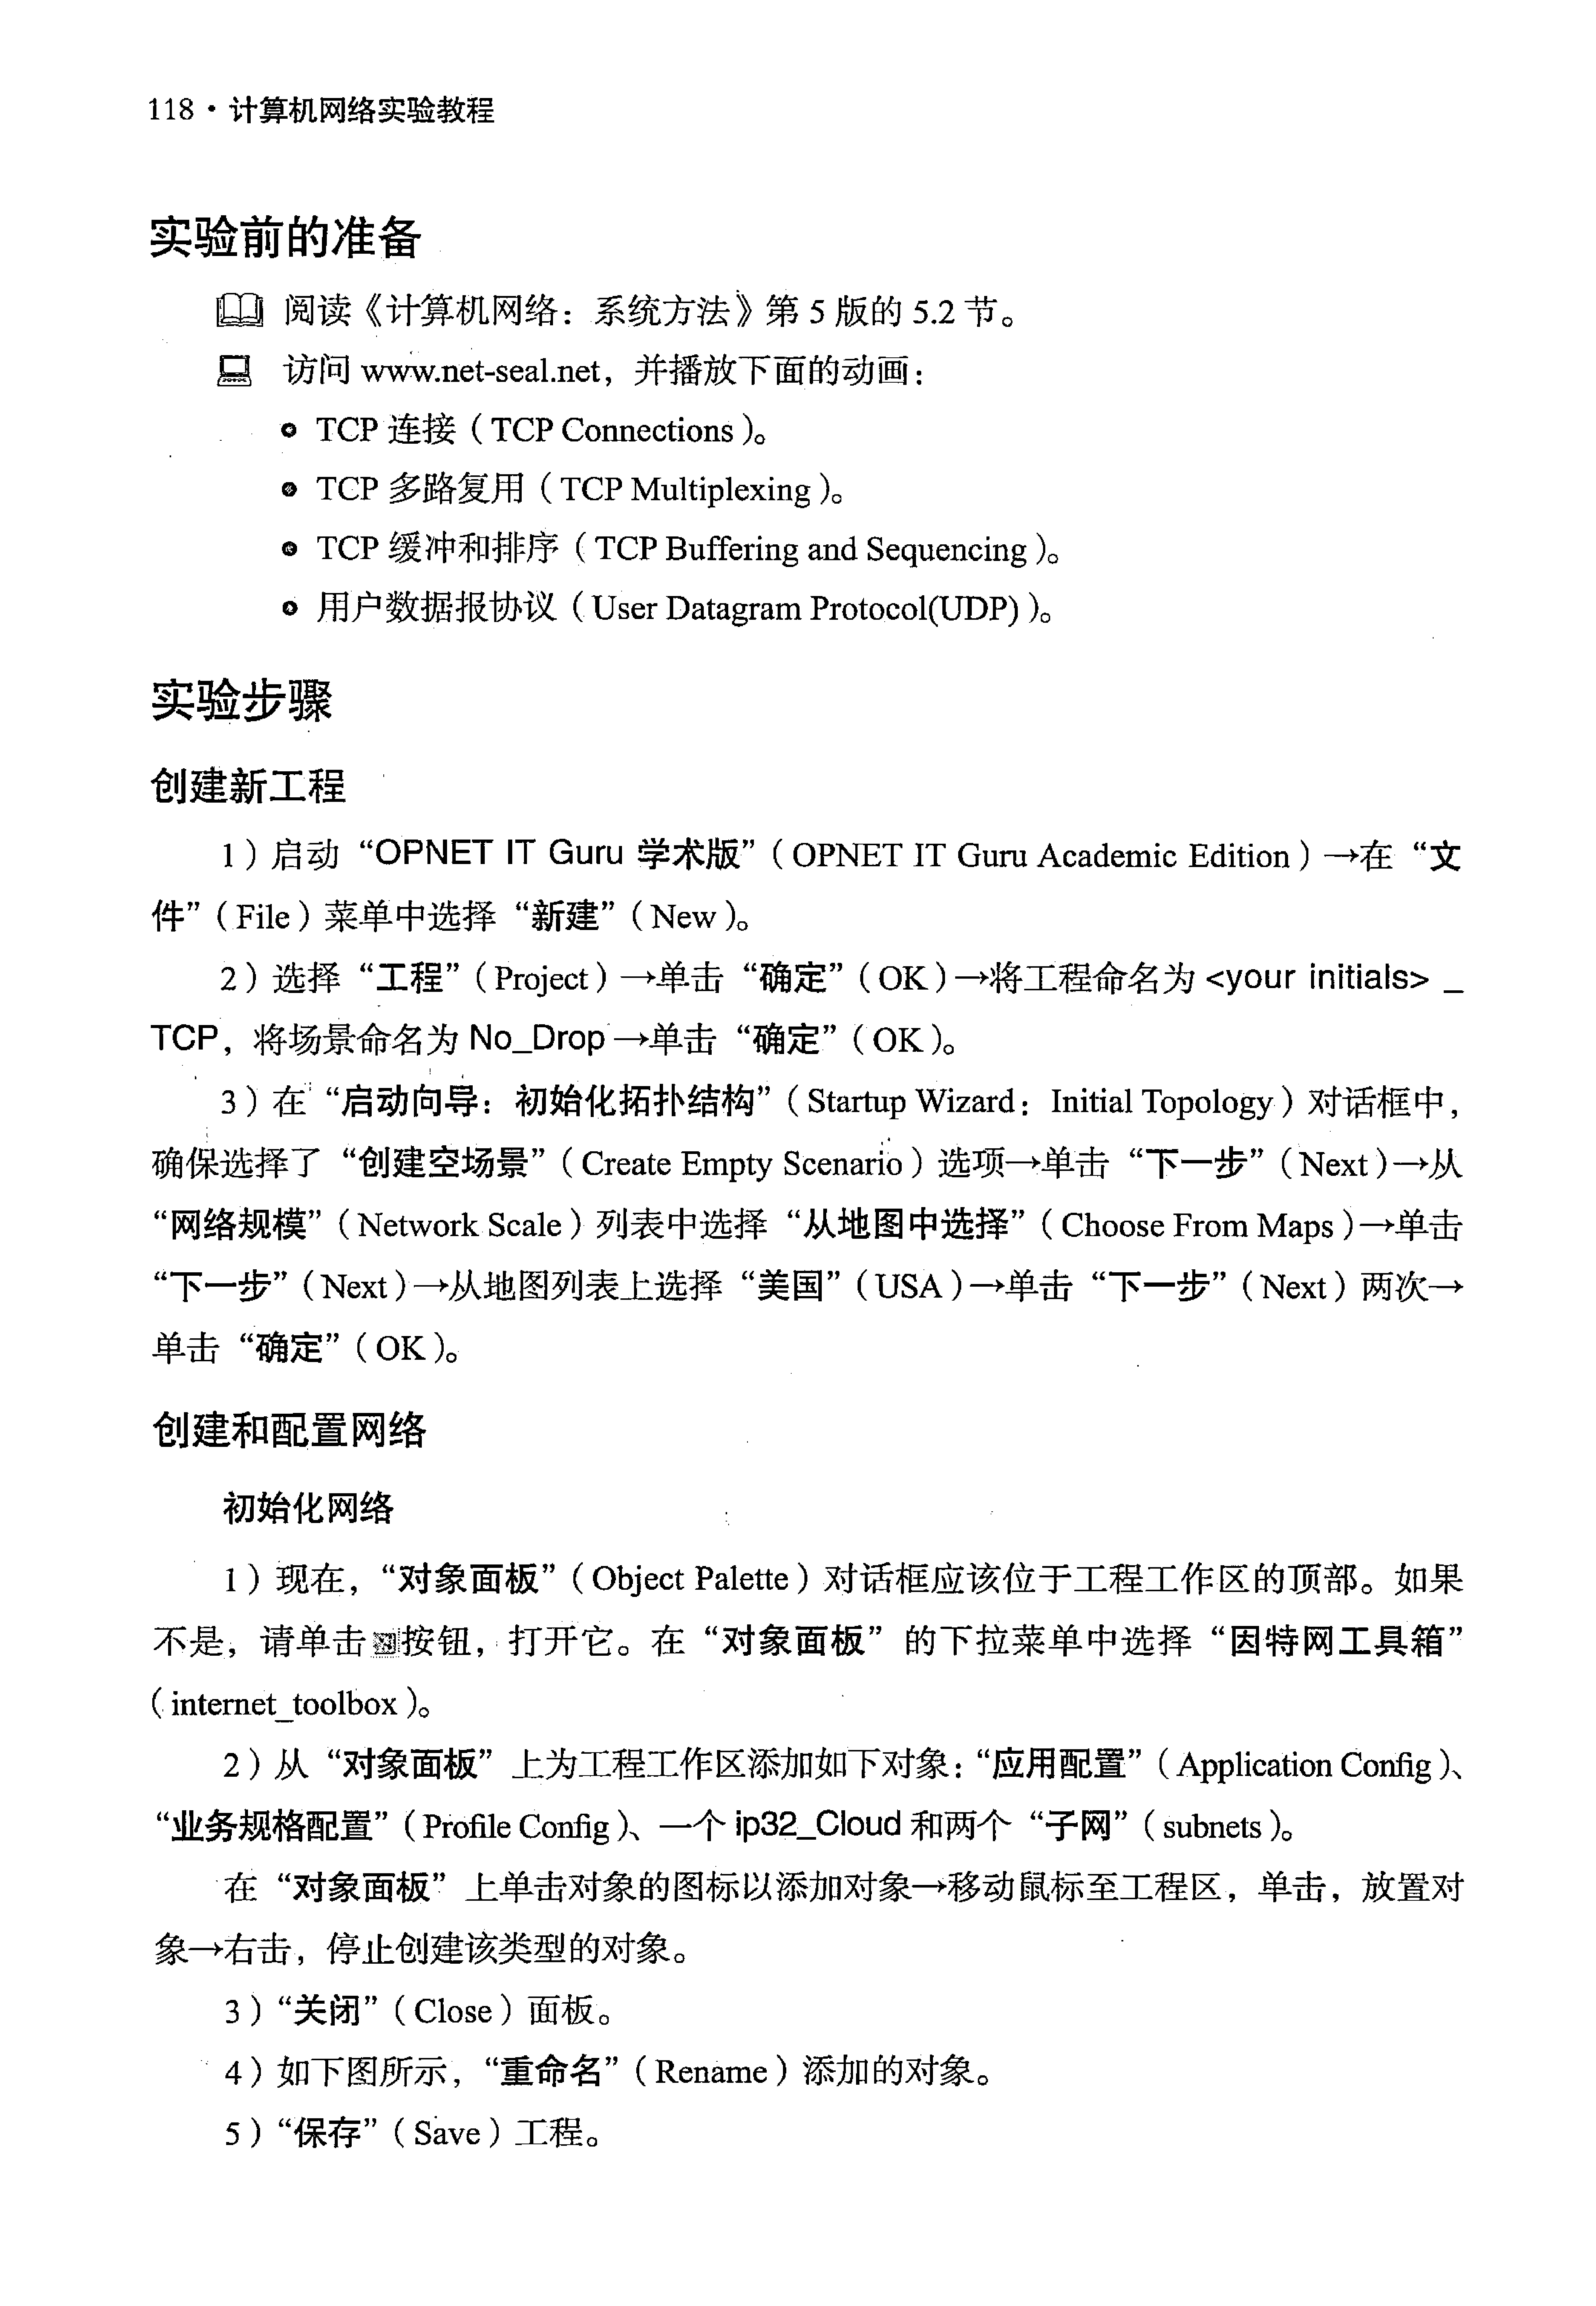 118·计算机网络实验教程
实验前的准备
阅读《计算机网络：系统方法》第 5 版的 5.2 节。
访问 www.net-seal.net，并播放下面的动画：
• TCP 连接（TCP Connections）。
• TCP 多路复用（TCP Multiplexing）。
• TCP 缓冲和排序（TCP Buffering and Sequencing）。
• 用户数据报协议（User Datagram Protocol(UDP)）。
实验步骤
创建新工程
1）启动“OPNET IT Guru 学术版”（OPNET IT Guru Academic Edition）→在“文
件”（File）菜单中选择“新建”（New）。
2）选择“工程”（Project）→单击“确定”（OK）→将工程命名为 <your initials> _
TCP，将场景命名为 No_Drop→单击“确定”（OK）。
3）在“启动向导：初始化拓扑结构”（Startup Wizard：Initial Topology）对话框中，
确保选择了“创建空场景”（Create Empty Scenario）选项→单击“下一步”（Next）→从
“网络规模”（Network Scale）列表中选择“从地图中选择”（Choose From Maps）→单击
“下一步”（Next）→从地图列表上选择“美国”（USA）→单击“下一步”（Next）两次→
单击“确定”（OK）。
创建和配置网络
初始化网络
1）现在，“对象面板”（Object Palette）对话框应该位于工程工作区的顶部。如果
不是，请单击按钮，打开它。在“对象面板”的下拉菜单中选择“因特网工具箱”
（internet_toolbox）。
2）从“对象面板”上为工程工作区添加如下对象：“应用配置”（Application Config）、
“业务规格配置”（Profile Config）、一个 ip32_Cloud 和两个“子网”（subnets）。
在“对象面板”上单击对象的图标以添加对象→移动鼠标至工程区，单击，放置对
象→右击，停止创建该类型的对象。
3）“关闭”（Close）面板。
4）如下图所示，“重命名”（Rename）添加的对象。
5）“保存”（Save）工程。